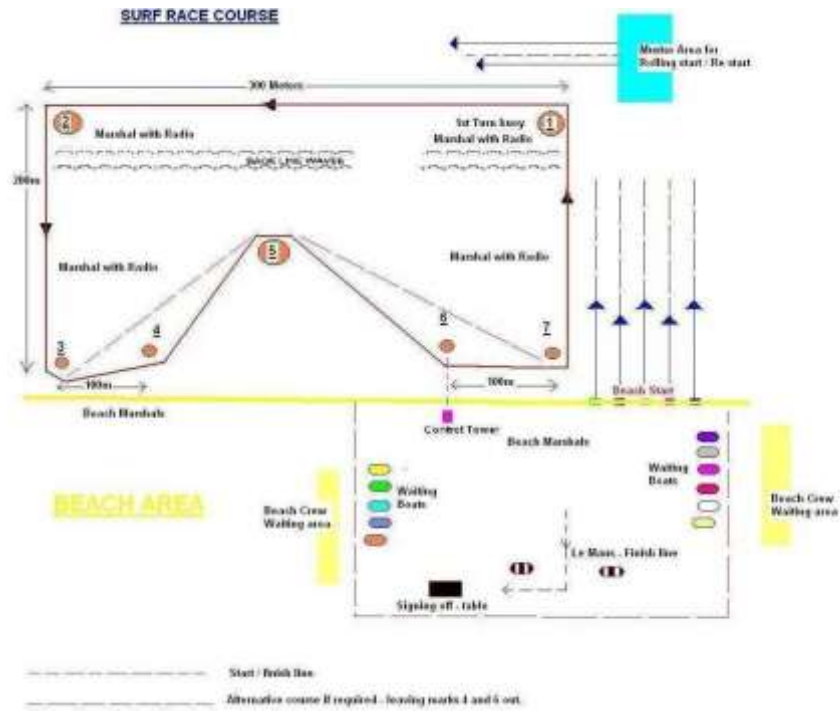 SURF RACE COURSE
Mentor Area for
Rolling start / Re start
300 Meters
2
Marshal with Radio
1st Turn buoy
Marshal with Radio
1
BACK LINE WAVES
200m
5
Marshal with Radio
Marshal with Radio
3
4
6
7
100m
100m
Beach Start
Beach Marshals
Control Tower
Beach Marshals
BEACH AREA
Waiting
Boats
Waiting
Boats
Beach Crew
Waiting area
Beach Crew
Waiting area
Le Mans - Finish line
Signing off - table
Start / finish line
Alternative course if required - leaving marks 4 and 6 out.